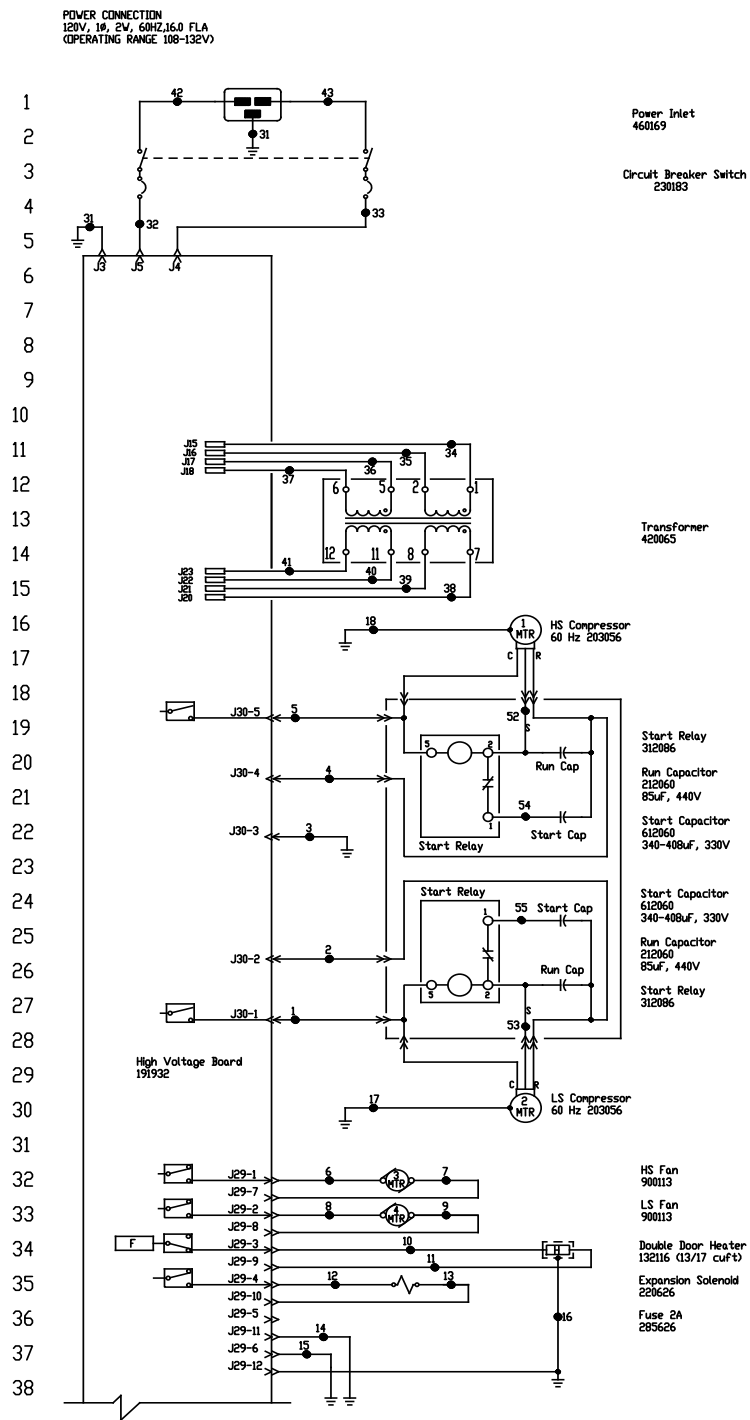 POWER CONNECTION
120V, 1ø, 2W, 60HZ,16.0 FLA
(OPERATING RANGE 108-132V)
1
42
43
Power Inlet
460169
2
31
3
Circuit Breaker Switch
230183
4
31
32
33
5
J3
J5
J4
6
7
8
9
10
11
J15
34
J16
35
J17
36
J18
37
12
6
5
2
1
13
Transformer
420065
14
12
11
8
7
J23
41
J22
40
15
J21
39
J20
38
16
18
1
MTR
HS Compressor
60 Hz 203056
17
C
R
18
J30-5
5
52
S
19
Start Relay
312086
5
2
20
Run Cap
J30-4
4
Run Capacitor
212060
85uF, 440V
21
54
1
Start Capacitor
612060
340-408uF, 330V
22
J30-3
3
Start Cap
Start Relay
23
24
Start Relay
Start Capacitor
612060
340-408uF, 330V
55
Start Cap
1
25
J30-2
2
Run Capacitor
212060
85uF, 440V
26
Run Cap
5
2
Start Relay
312086
27
J30-1
1
S
53
28
High Voltage Board
191932
29
C
R
17
2
MTR
LS Compressor
60 Hz 203056
30
31
32
J29-1
6
3
MTR
7
HS Fan
900113
J29-7
33
J29-2
8
4
MTR
9
LS Fan
900113
J29-8
34
F
J29-3
10
Double Door Heater
132116 (13/17 cuft)
J29-9
11
35
J29-4
12
13
Expansion Solenoid
220626
J29-10
36
J29-5
16
Fuse 2A
285626
J29-11
14
37
J29-6
15
J29-12
38